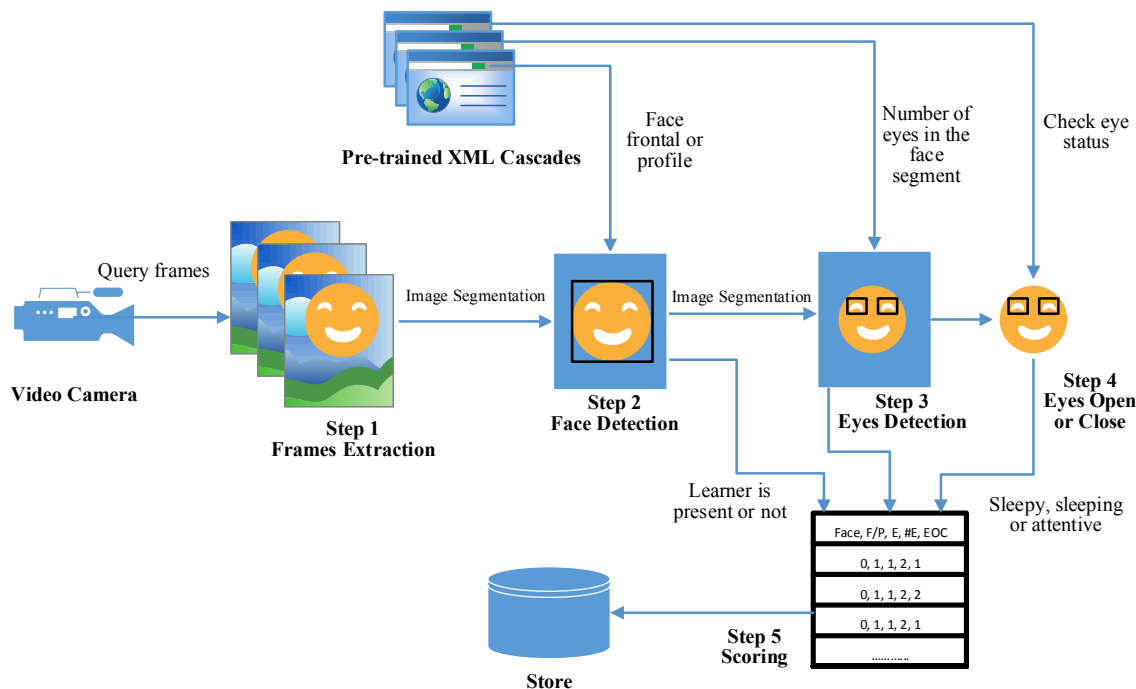 Pre-trained XML Cascades
Face
frontal or
profile
Number of
eyes in the
face
segment
Check eye
status
Query frames
Image Segmentation
Image Segmentation
Video Camera
Step 1
Frames Extraction
Step 2
Face Detection
Step 3
Eyes Detection
Step 4
Eyes Open
or Close
Learner is
present or not
Sleepy, sleeping
or attentive
Face, F/P, E, #E, EOC
0, 1, 1, 2, 1
0, 1, 1, 2, 2
0, 1, 1, 2, 1
............
Step 5
Scoring
Store